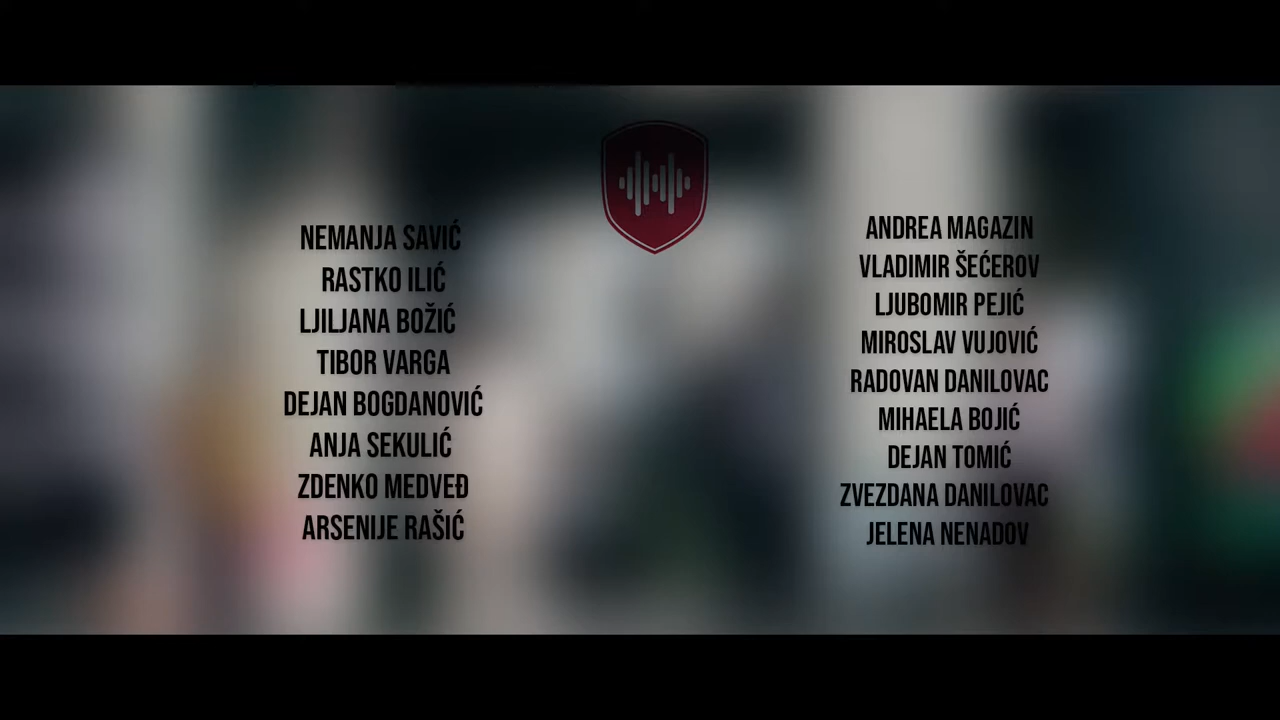 NEMANJA SAVIĆ
RASTKO ILIĆ
LJILJANA BOŽIĆ
TIBOR VARGA
DEJAN BOGDANOVIĆ
ANJA SEKULIĆ
ZDENKO MEDVEĐ
ARSENIJE RAŠIĆ
ANDREA MAGAZIN
VLADIMIR ŠEĆEROV
LJUBOMIR PEJIĆ
MIROSLAV VUJOVIĆ
RADOVAN DANILOVAC
MIHAELA BOJIĆ
DEJAN TOMIĆ
ZVEZDANA DANILOVAC
JELENA NENADOV